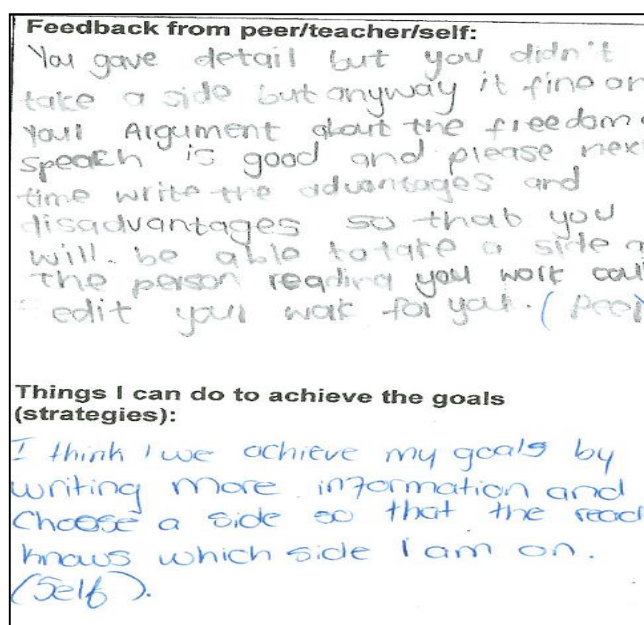 Feedback from peer/teacher/self:
You gave detail but you didn't
take a side but anyway it fine or
your Argument about the freedom o
speach is good and please next
time write the advantages and
disadvantages so that you
will be able to take a side a
the person reading you work coul
edit your work for you. (peer)
Things I can do to achieve the goals
(strategies):
I think I we achieve my goals by
writing more information and
Choose a side so that the read
knows which side I am on.
(Self).